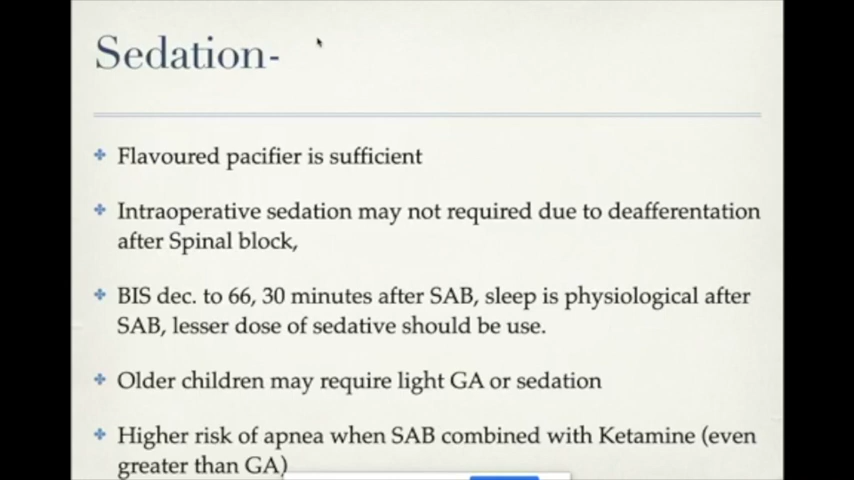 Sedation-
Flavoured pacifier is sufficient
Intraoperative sedation may not required due to deafferentation
after Spinal block,
BIS dec. to 66, 30 minutes after SAB, sleep is physiological after
SAB, lesser dose of sedative should be use.
Older children may require light GA or sedation
Higher risk of apnea when SAB combined with Ketamine (even
greater than GA)